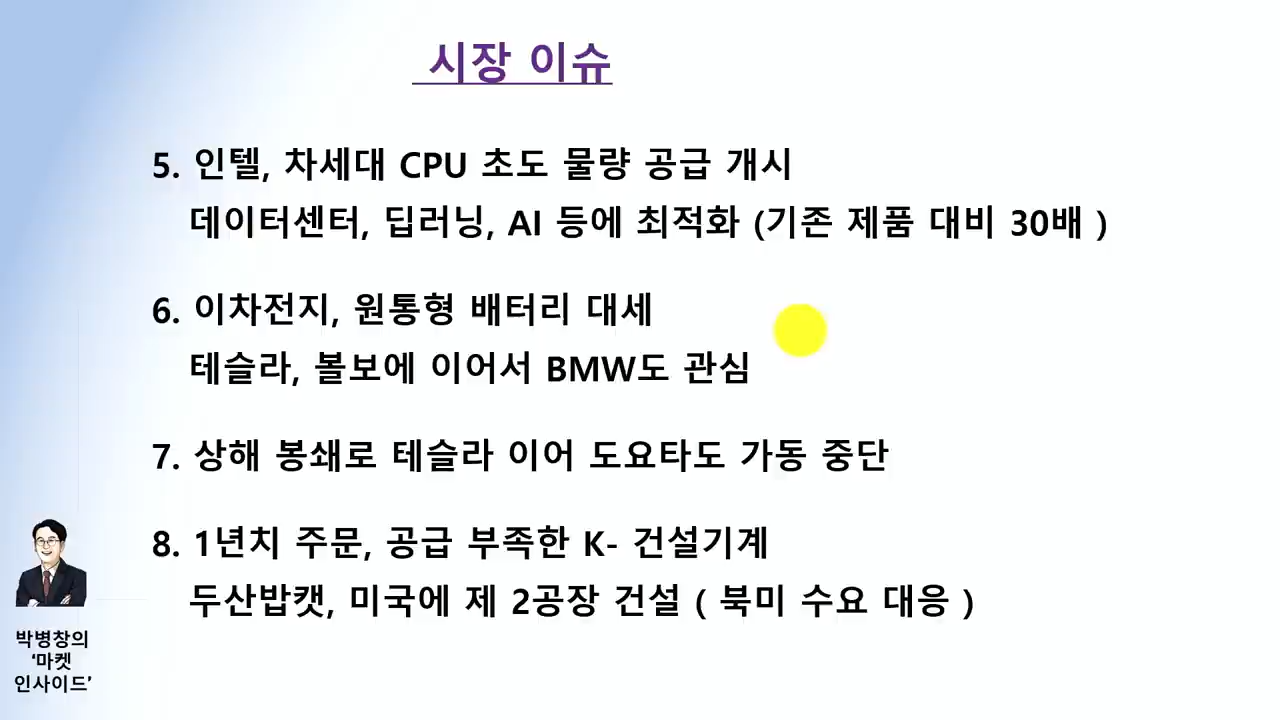 시장 이슈
5. 인텔, 차세대 CPU 초도 물량 공급 개시
데이터센터, 딥러닝, AI 등에 최적화 (기존 제품 대비 30배 )
6. 이차전지, 원통형 배터리 대세
테슬라, 볼보에 이어서 BMW도 관심
7. 상해 봉쇄로 테슬라 이어 도요타도 가동 중단
8. 1년치 주문, 공급 부족한 K- 건설기계
두산밥캣, 미국에 제 2공장 건설 ( 북미 수요 대응 )
박병창의
‘마켓
인사이드’